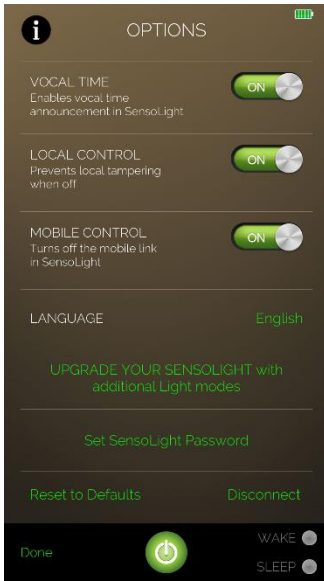 i
OPTIONS
VOCAL TIME
Enables vocal time
announcement in SensoLight
ON
LOCAL CONTROL
Prevents local tampering
when off
ON
MOBILE CONTROL
Turns off the mobile link
in SensoLight
ON
LANGUAGE English
UPGRADE YOUR SENSOLIGHT with
additional Light modes
Set SensoLight Password
Reset to Defaults Disconnect
Done
WAKE
SLEEP